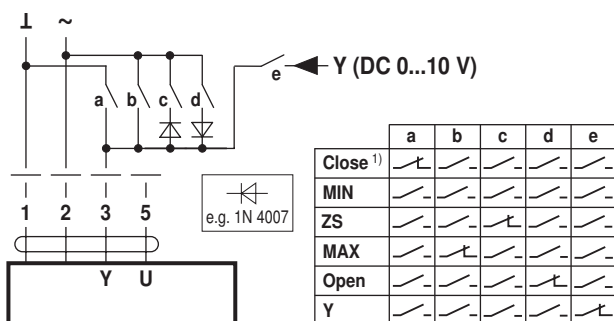 ⊥ ~
a b c d e Y (DC 0...10 V)
1 2 3 5
e.g. 1N 4007
Y U
a b c d e
Close 1)
MIN
ZS
MAX
Open
Y